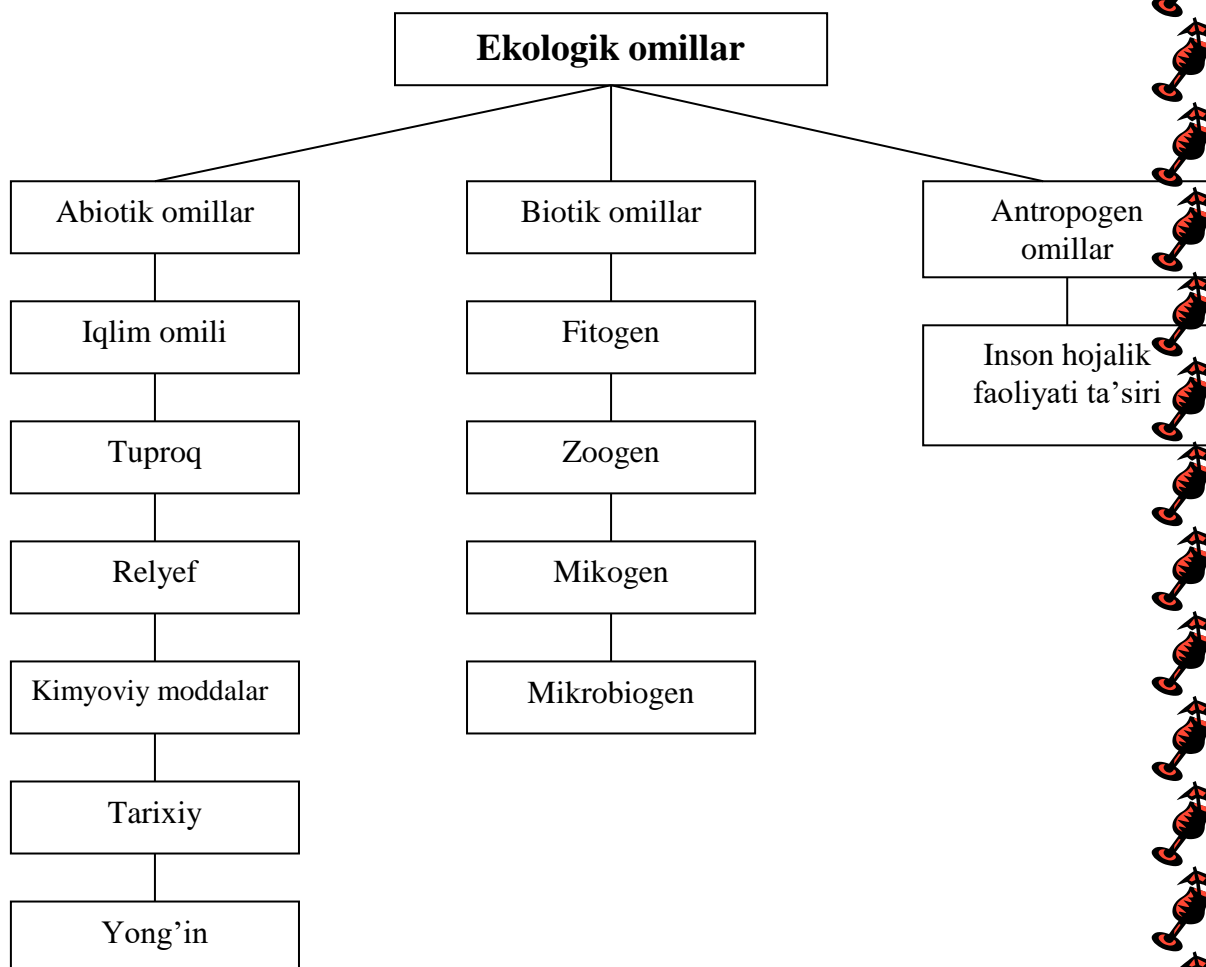 Ekologik omillar
Abiotik omillar
Iqlim omili
Tuproq
Relyef
Kimyoviy moddalar
Tarixiy
Yong’in
Biotik omillar
Fitogen
Zoogen
Mikogen
Mikrobiogen
Antropogen
omillar
Inson hojalik
faoliyati ta’siri